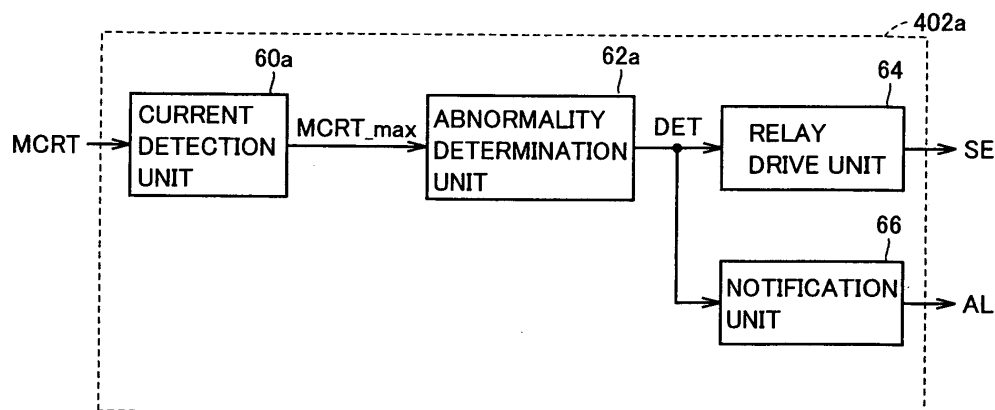 402a
60a
62a
64
MCRT
CURRENT
DETECTION
UNIT
MCRT_max
ABNORMALITY
DETERMINATION
UNIT
DET
RELAY
DRIVE UNIT
SE
66
NOTIFICATION
UNIT
AL